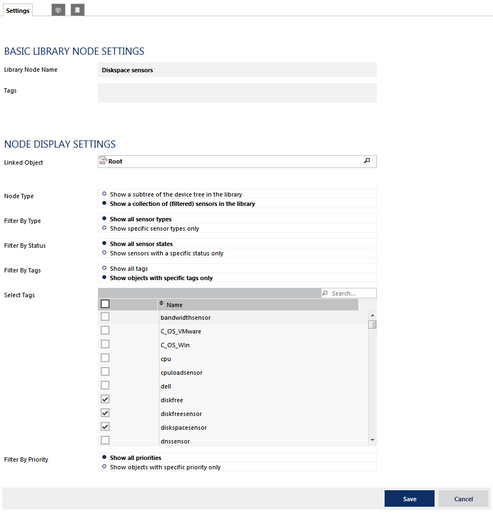 Settings
BASIC LIBRARY NODE SETTINGS
Library Node Name
Diskspace sensors
Tags
NODE DISPLAY SETTINGS
Linked Object
Root
Node Type
Show a subtree of the device tree in the library
Show a collection of (filtered) sensors in the library
Filter By Type
Show all sensor types
Show specific sensor types only
Filter By Status
Show all sensor states
Show sensors with a specific status only
Filter By Tags
Show all tags
Show objects with specific tags only
Select Tags
Search...
Name
bandwidthsensor
C_OS_VMware
C_OS_Win
cpu
cpuloadsensor
dell
diskfree
diskfreesensor
diskspacesensor
dnssensor
Filter By Priority
Show all priorities
Show objects with specific priority only
Save
Cancel